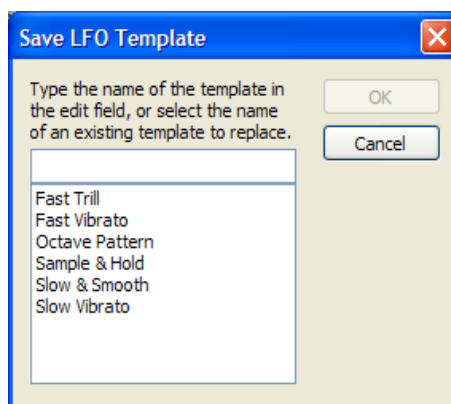 Save LFO Template
Type the name of the template in
the edit field, or select the name
of an existing template to replace.
OK
Cancel
Fast Trill
Fast Vibrato
Octave Pattern
Sample & Hold
Slow & Smooth
Slow Vibrato